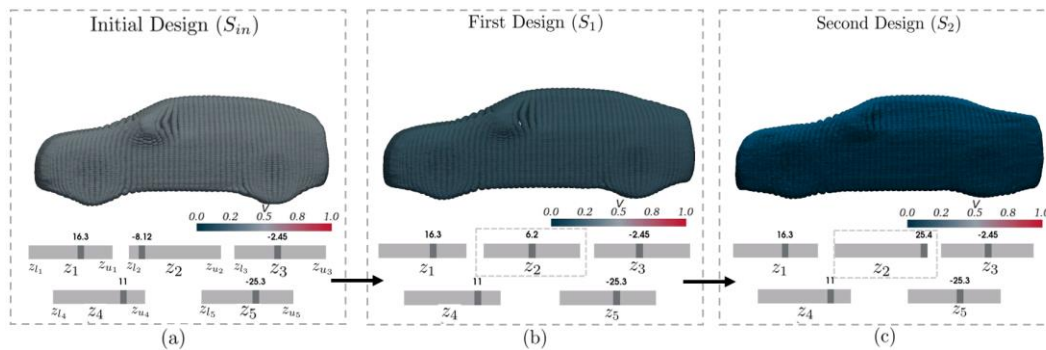 Initial Design (S_in)
V
0.0 0.2 0.5 0.8 1.0
16.3 -8.12 -2.45
z_l1 z_1 z_u1 z_l2 z_2 z_u2 z_l3 z_3 z_u3
11 -25.3
z_l4 z_4 z_u4 z_l5 z_5 z_u5
(a)
First Design (S_1)
V
0.0 0.2 0.5 0.8 1.0
16.3 6.2 -2.45
z_1 z_2 z_3
11 -25.3
z_4 z_5
(b)
Second Design (S_2)
V
0.0 0.2 0.5 0.8 1.0
16.3 25.4 -2.45
z_1 z_2 z_3
11 -25.3
z_4 z_5
(c)